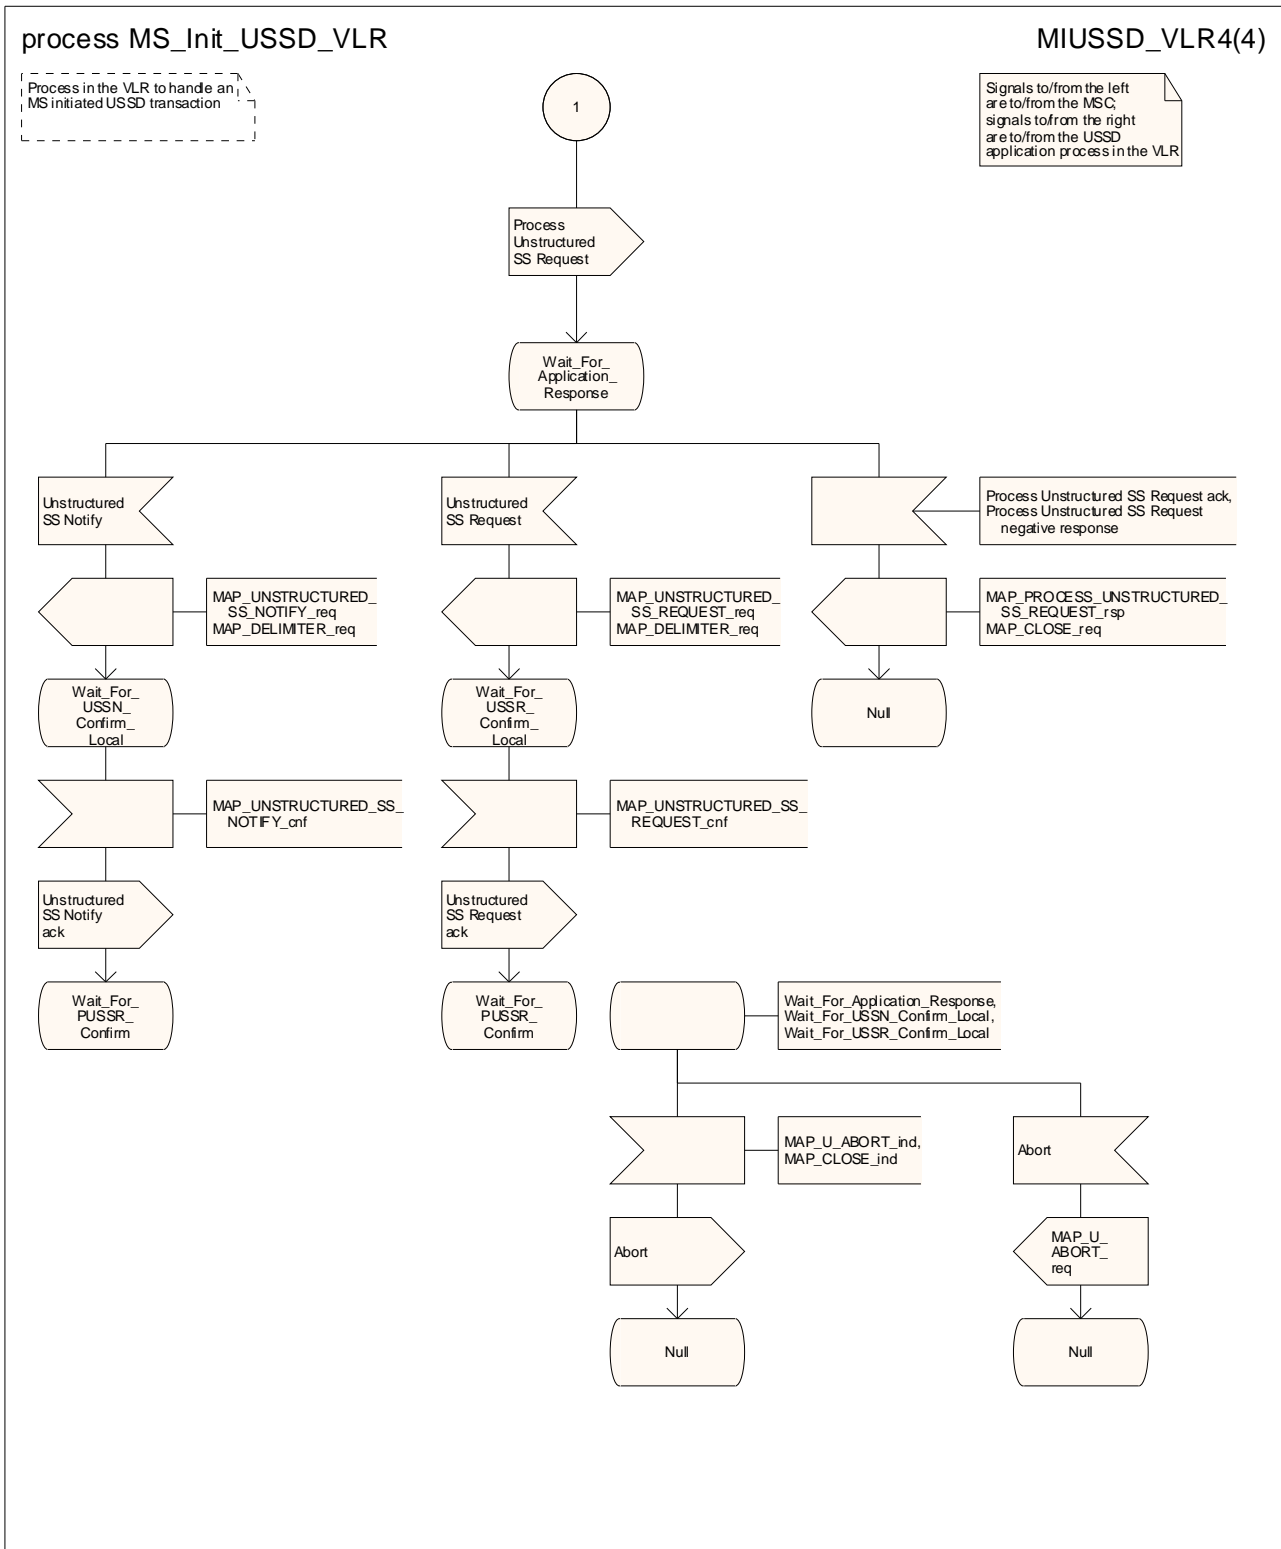 process MS_Init_USSD_VLR
MIUSSD_VLR4(4)
Process in the VLR to handle an
MS initiated USSD transaction
1
Signals to/from the left
are to/from the MSC;
signals to/from the right
are to/from the USSD
application process in the VLR
Process
Unstructured
SS Request
Wait_For_
Application_
Response
Unstructured
SS Notify
Unstructured
SS Request
Process Unstructured SS Request ack,
Process Unstructured SS Request
negative response
MAP_UNSTRUCTURED_
SS_NOTIFY_req
MAP_DELIMITER_req
MAP_UNSTRUCTURED_
SS_REQUEST_req
MAP_DELIMITER_req
MAP_PROCESS_UNSTRUCTURED_
SS_REQUEST_rsp
MAP_CLOSE_req
Wait_For_
USSN_
Confirm_
Local
Wait_For_
USSR_
Confirm_
Local
Null
MAP_UNSTRUCTURED_SS_
NOTIFY_cnf
MAP_UNSTRUCTURED_SS_
REQUEST_cnf
Unstructured
SS Notify
ack
Unstructured
SS Request
ack
Wait_For_
PUSSR_
Confirm
Wait_For_
PUSSR_
Confirm
Wait_For_Application_Response,
Wait_For_USSN_Confirm_Local,
Wait_For_USSR_Confirm_Local
MAP_U_ABORT_ind,
MAP_CLOSE_ind
Abort
Abort
MAP_U_
ABORT_
req
Null
Null